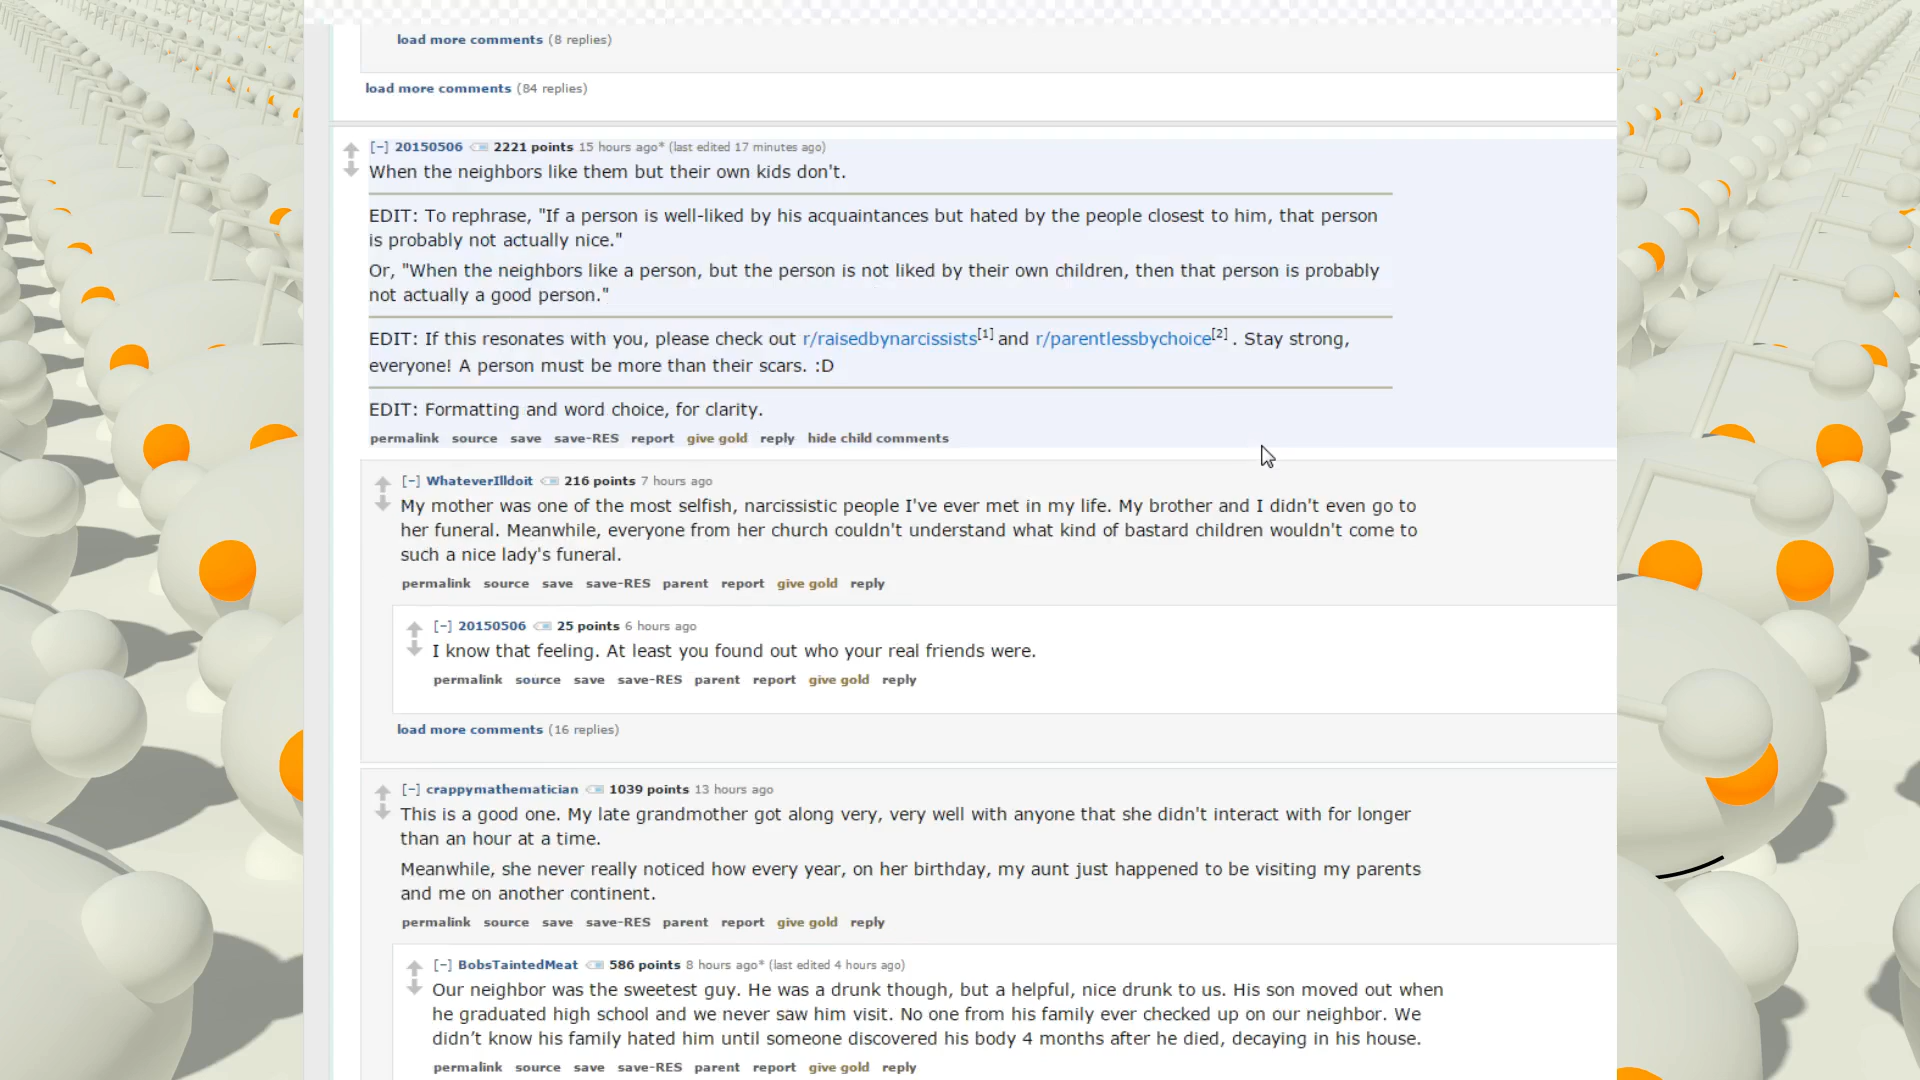 load more comments (8 replies)
load more comments (84 replies)
[–] 20150506 2221 points 15 hours ago* (last edited 17 minutes ago)
When the neighbors like them but their own kids don't.
EDIT: To rephrase, "If a person is well-liked by his acquaintances but hated by the people closest to him, that person
is probably not actually nice."
Or, "When the neighbors like a person, but the person is not liked by their own children, then that person is probably
not actually a good person."
EDIT: If this resonates with you, please check out r/raisedbynarcissists[1] and r/parentlessbychoice[2] . Stay strong,
everyone! A person must be more than their scars. :D
EDIT: Formatting and word choice, for clarity.
permalink source save save-RES report give gold reply hide child comments
[–] WhateverIlldoit 216 points 7 hours ago
My mother was one of the most selfish, narcissistic people I've ever met in my life. My brother and I didn't even go to
her funeral. Meanwhile, everyone from her church couldn't understand what kind of bastard children wouldn't come to
such a nice lady's funeral.
permalink source save save-RES parent report give gold reply
[–] 20150506 25 points 6 hours ago
I know that feeling. At least you found out who your real friends were.
permalink source save save-RES parent report give gold reply
load more comments (16 replies)
[–] crappymathematician 1039 points 13 hours ago
This is a good one. My late grandmother got along very, very well with anyone that she didn't interact with for longer
than an hour at a time.
Meanwhile, she never really noticed how every year, on her birthday, my aunt just happened to be visiting my parents
and me on another continent.
permalink source save save-RES parent report give gold reply
[–] BobsTaintedMeat 586 points 8 hours ago* (last edited 4 hours ago)
Our neighbor was the sweetest guy. He was a drunk though, but a helpful, nice drunk to us. His son moved out when
he graduated high school and we never saw him visit. No one from his family ever checked up on our neighbor. We
didn’t know his family hated him until someone discovered his body 4 months after he died, decaying in his house.
permalink source save save-RES parent report give gold reply